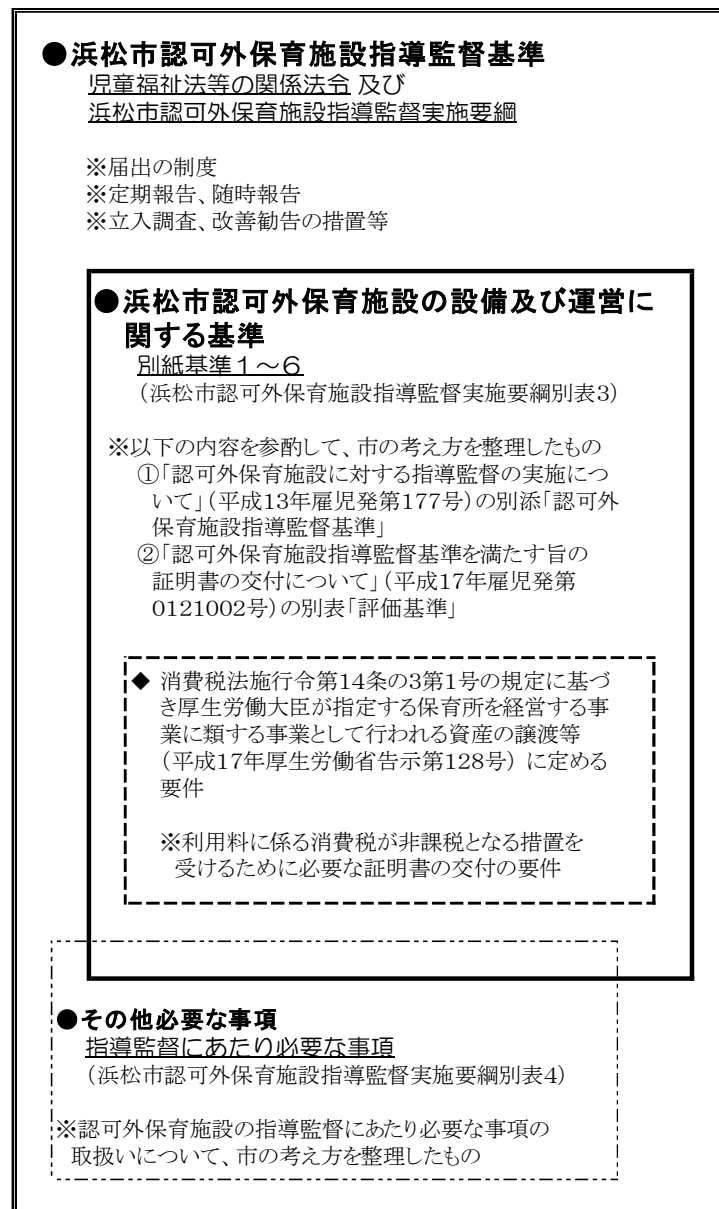 ●浜松市認可外保育施設指導監督基準
児童福祉法等の関係法令 及び
浜松市認可外保育施設指導監督実施要綱
※届出の制度
※定期報告、随時報告
※立入調査、改善勧告の措置等
●浜松市認可外保育施設の設備及び運営に
関する基準
別紙基準1～6
（浜松市認可外保育施設指導監督実施要綱別表3）
※以下の内容を参酌して、市の考え方を整理したもの
①「認可外保育施設に対する指導監督の実施につ
いて」（平成13年雇児発第177号）の別添「認可外
保育施設指導監督基準」
②「認可外保育施設指導監督基準を満たす旨の
証明書の交付について」（平成17年雇児発第
0121002号）の別表「評価基準」
◆ 消費税法施行令第14条の3第1号の規定に基づ
き厚生労働大臣が指定する保育所を経営する事
業に類する事業として行われる資産の譲渡等
（平成17年厚生労働省告示第128号） に定める
要件
※利用料に係る消費税が非課税となる措置を
受けるために必要な証明書の交付の要件
●その他必要な事項
指導監督にあたり必要な事項
（浜松市認可外保育施設指導監督実施要綱別表4）
※認可外保育施設の指導監督にあたり必要な事項の
取扱いについて、市の考え方を整理したもの